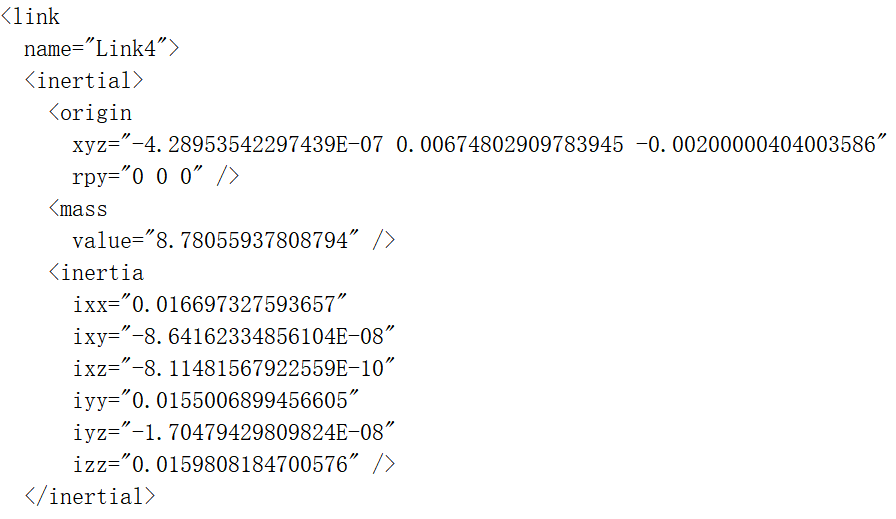 <link
name="Link4">
<inertial>
<origin
xyz="-4.28953542297439E-07 0.00674802909783945 -0.00200000404003586"
rpy="0 0 0" />
<mass
value="8.78055937808794" />
<inertia
ixx="0.016697327593657"
ixy="-8.64162334856104E-08"
ixz="-8.11481567922559E-10"
iyy="0.0155006899456605"
iyz="-1.70479429809824E-08"
izz="0.0159808184700576" />
</inertial>